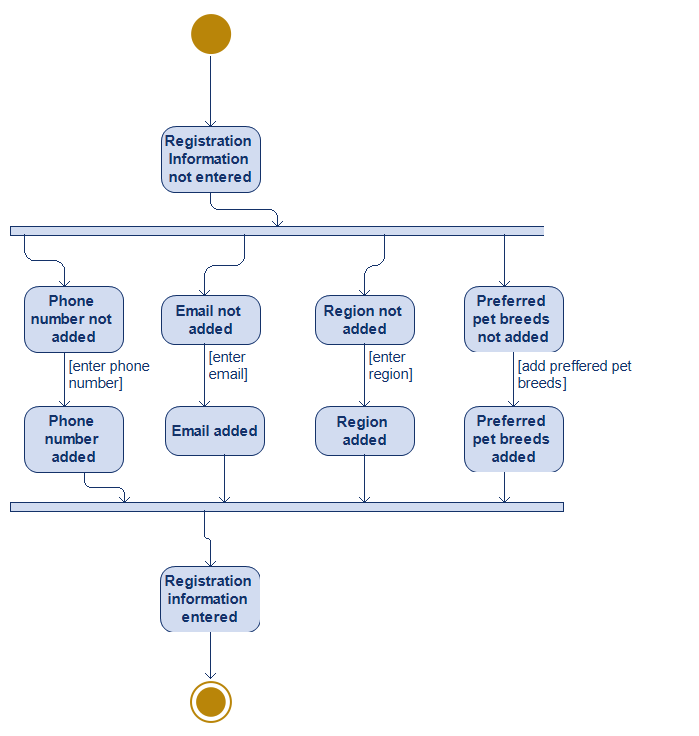 Registration
Information
not entered
Phone
number not
added
Email not
added
Region not
added
Preferred
pet breeds
not added
[enter phone
number]
[enter
email]
[enter
region]
[add preffered pet
breeds]
Phone
number
added
Email added
Region
added
Preferred
pet breeds
added
Registration
information
entered